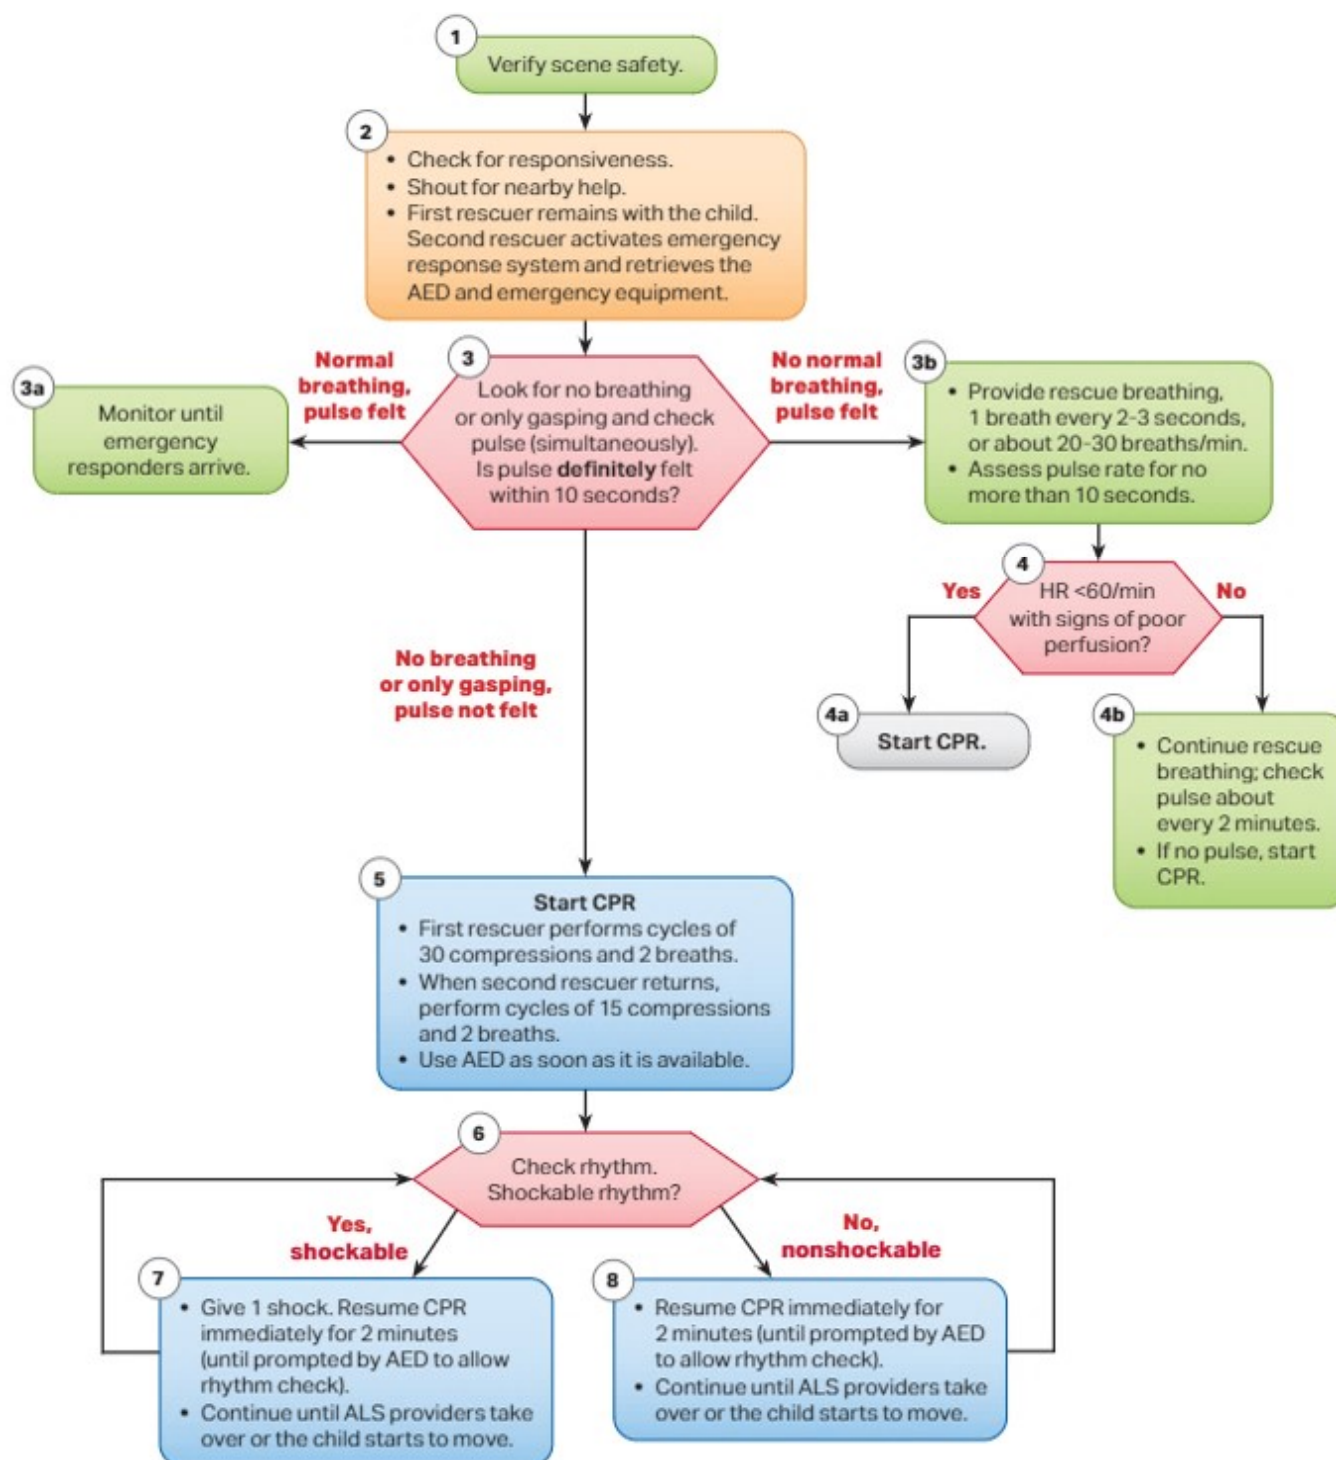 1
Verify scene safety.
2
• Check for responsiveness.
• Shout for nearby help.
• First rescuer remains with the child.
Second rescuer activates emergency
response system and retrieves the
AED and emergency equipment.
3a
Monitor until
emergency
responders arrive.
Normal
breathing,
pulse felt
3
Look for no breathing
or only gasping and check
pulse (simultaneously).
Is pulse definitely felt
within 10 seconds?
No normal
breathing,
pulse felt
3b
• Provide rescue breathing,
1 breath every 2-3 seconds,
or about 20-30 breaths/min.
• Assess pulse rate for no
more than 10 seconds.
4
Yes
HR <60/min
with signs of poor
perfusion?
No
4a
Start CPR.
4b
• Continue rescue
breathing; check
pulse about
every 2 minutes.
• If no pulse, start
CPR.
No breathing
or only gasping,
pulse not felt
5
Start CPR
• First rescuer performs cycles of
30 compressions and 2 breaths.
• When second rescuer returns,
perform cycles of 15 compressions
and 2 breaths.
• Use AED as soon as it is available.
6
Check rhythm.
Shockable rhythm?
Yes,
shockable
No,
nonshockable
7
• Give 1 shock. Resume CPR
immediately for 2 minutes
(until prompted by AED to allow
rhythm check).
• Continue until ALS providers take
over or the child starts to move.
8
• Resume CPR immediately for
2 minutes (until prompted by AED
to allow rhythm check).
• Continue until ALS providers take
over or the child starts to move.